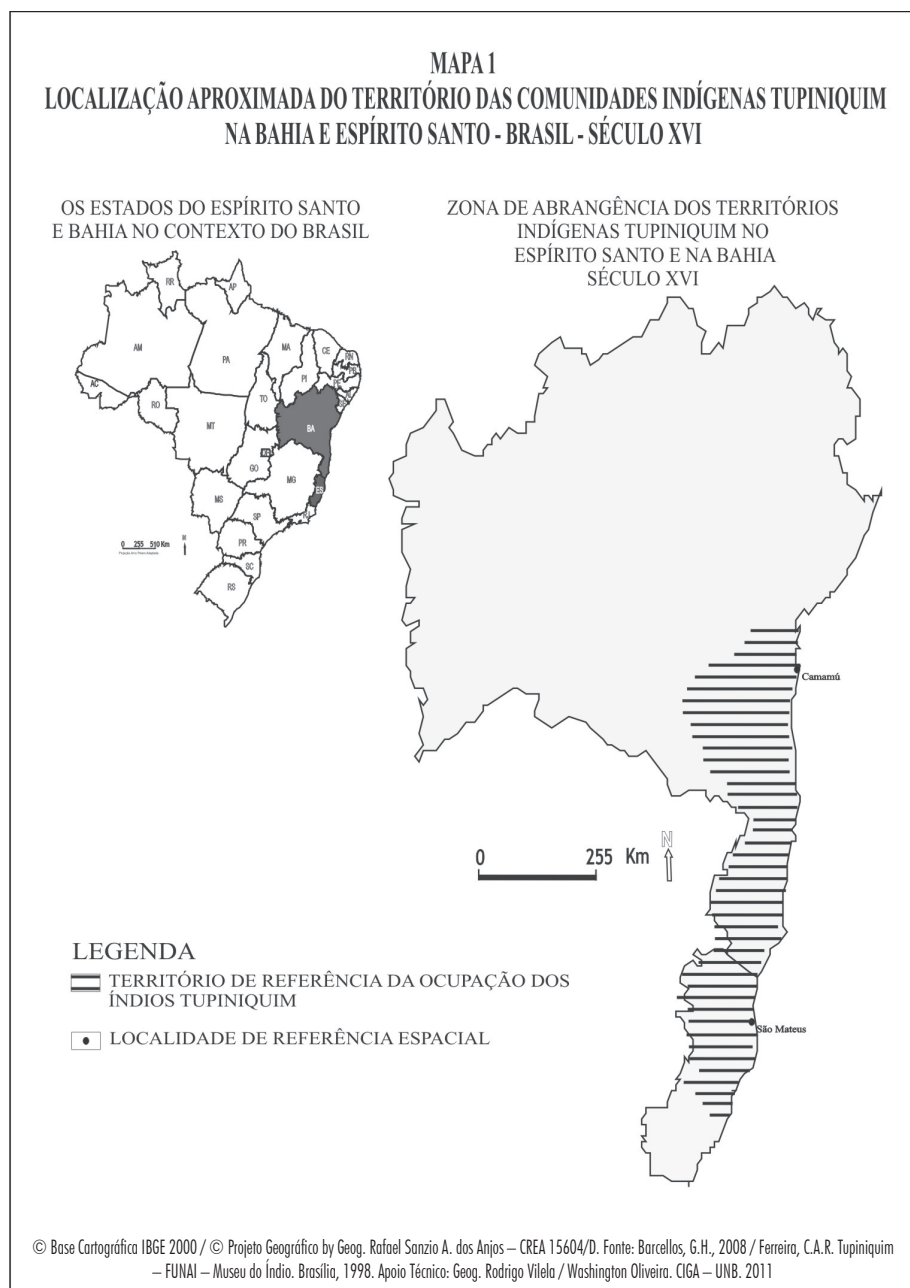 MAPA 1
LOCALIZAÇÃO APROXIMADA DO TERRITÓRIO DAS COMUNIDADES INDÍGENAS TUPINIQUIM
NA BAHIA E ESPÍRITO SANTO - BRASIL - SÉCULO XVI
OS ESTADOS DO ESPÍRITO SANTO
E BAHIA NO CONTEXTO DO BRASIL
RR
AP
AM
PA
MA
CE
RN
PB
PI
PE
AC
TO
SE
RO
BA
MT
DF
GO
MG
ES
MS
SP
RJ
PR
SC
RS
0 255 510 Km
N
ZONA DE ABRANGÊNCIA DOS TERRITÓRIOS
INDÍGENAS TUPINIQUIM NO
ESPÍRITO SANTO E NA BAHIA
SÉCULO XVI
Camamú
0 255 Km
N
São Mateus
LEGENDA
TERRITÓRIO DE REFERÊNCIA DA OCUPAÇÃO DOS
ÍNDIOS TUPINIQUIM
LOCALIDADE DE REFERÊNCIA ESPACIAL
© Base Cartográfica IBGE 2000 / © Projeto Geográfico by Geog. Rafael Sanzio A. dos Anjos – CREA 15604/D. Fonte: Barcellos, G.H., 2008 / Ferreira, C.A.R. Tupiniquim
– FUNAI – Museu do Índio. Brasília, 1998. Apoio Técnico: Geog. Rodrigo Vilela / Washington Oliveira. CIGA – UNB. 2011